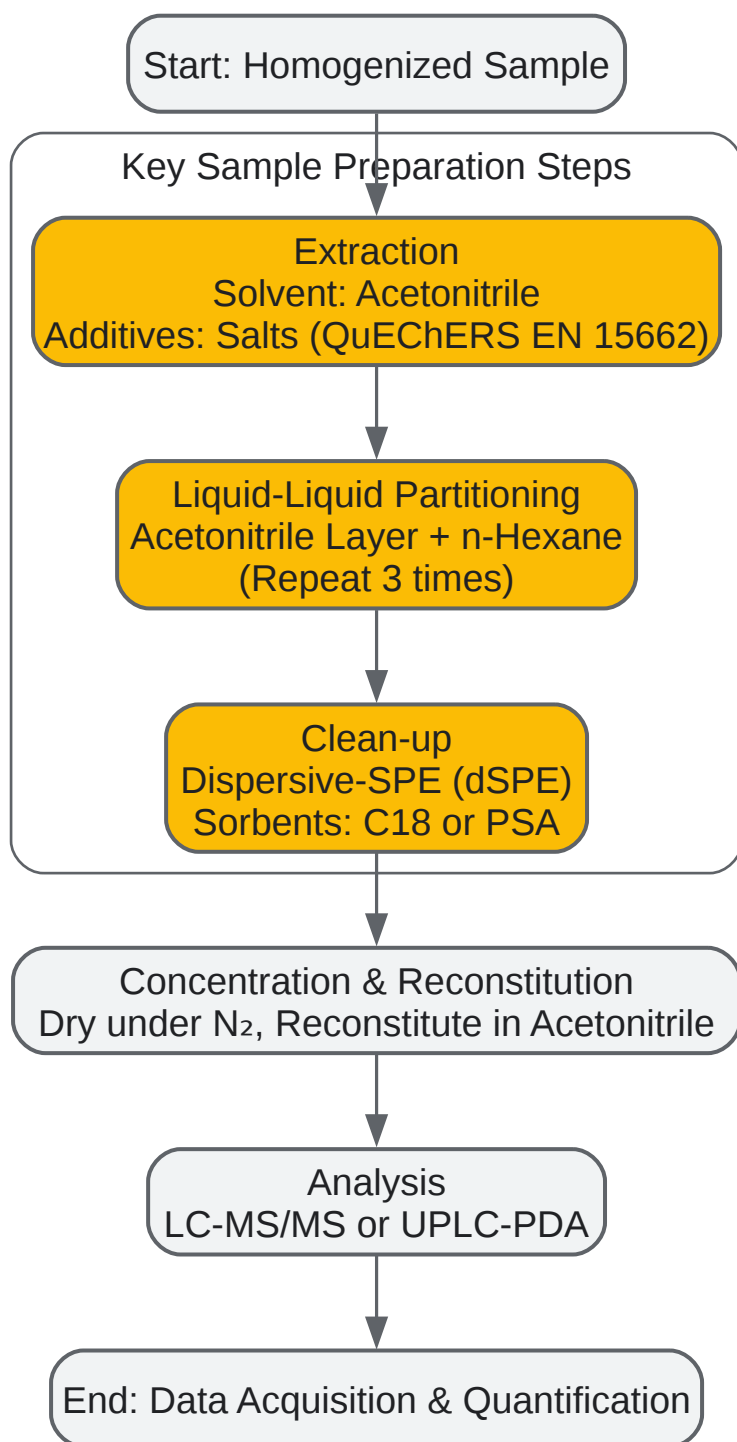 Start: Homogenized Sample
Key Sample Preparation Steps
Extraction
Solvent: Acetonitrile
Additives: Salts (QuEChERS EN 15662)
Liquid-Liquid Partitioning
Acetonitrile Layer + n-Hexane
(Repeat 3 times)
Clean-up
Dispersive-SPE (dSPE)
Sorbents: C18 or PSA
Concentration & Reconstitution
Dry under N₂, Reconstitute in Acetonitrile
Analysis
LC-MS/MS or UPLC-PDA
End: Data Acquisition & Quantification